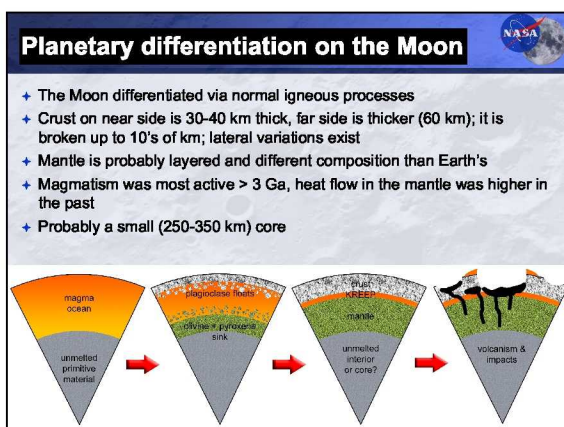 Planetary differentiation on the Moon
NASA
The Moon differentiated via normal igneous processes
Crust on near side is 30-40 km thick, far side is thicker (60 km); it is
broken up to 10's of km; lateral variations exist
Mantle is probably layered and different composition than Earth's
Magmatism was most active > 3 Ga, heat flow in the mantle was higher in
the past
Probably a small (250-350 km) core
magma
ocean
unmelted
primitive
material
plagioclase floats
olivine + pyroxene
sink
crust
KREEP
mantle
unmelted
interior
or core?
volcanism &
impacts